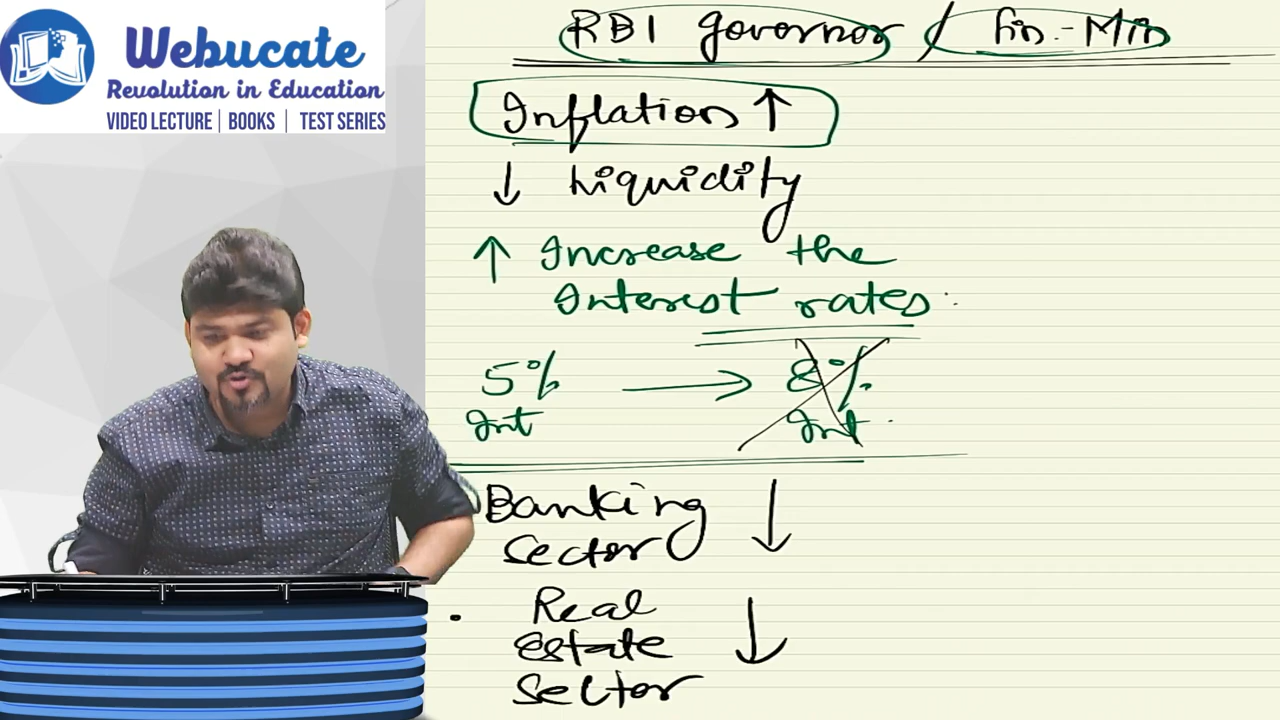 Webucate
Revolution in Education
VIDEO LECTURE | BOOKS | TEST SERIES
RBI governor / Fin.-Min
Inflation ↑
↓ Liquidity
↑ Increase the
Interest rates.
5% → 8%
Int Int.
Banking ↓
Sector
. Real ↓
Estate
Sector